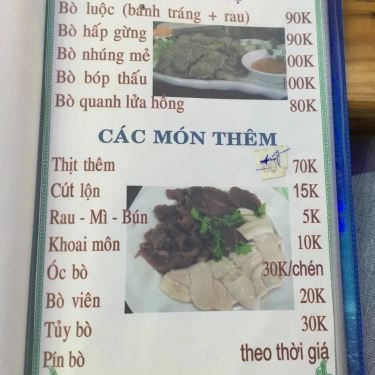 Bò luộc (bánh tráng + rau) 90K
Bò hấp gừng 90K
Bò nhúng mẻ 00K
Bò bóp thấu 00K
Bò quanh lửa hồng 80K
CÁC MÓN THÊM
Thịt thêm 70K
Cứt lộn 15K
Rau - Mì - Bún 5K
Khoai môn 10K
Óc bò 30K/chén
Bò viên 20K
Tủy bò 30K
Pín bò theo thời giá